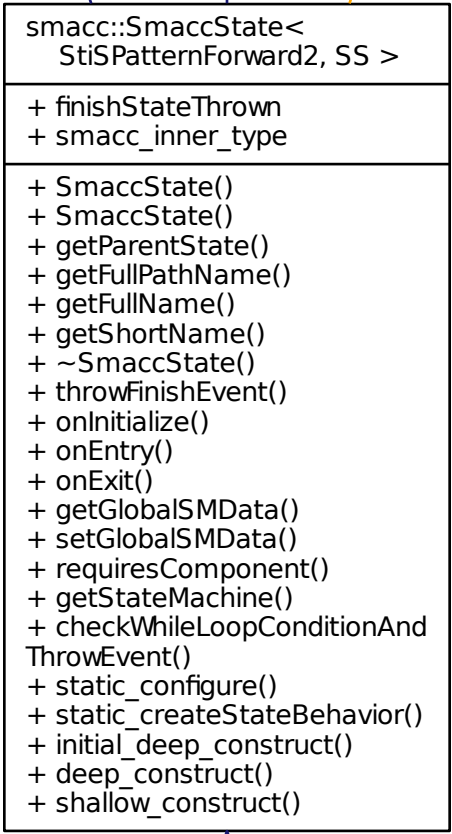 smacc::SmaccState<
StiSPatternForward2, SS >
+ finishStateThrown
+ smacc_inner_type
+ SmaccState()
+ SmaccState()
+ getParentState()
+ getFullPathName()
+ getFullName()
+ getShortName()
+ ~SmaccState()
+ throwFinishEvent()
+ onInitialize()
+ onEntry()
+ onExit()
+ getGlobalSMData()
+ setGlobalSMData()
+ requiresComponent()
+ getStateMachine()
+ checkWhileLoopConditionAnd
ThrowEvent()
+ static_configure()
+ static_createStateBehavior()
+ initial_deep_construct()
+ deep_construct()
+ shallow_construct()